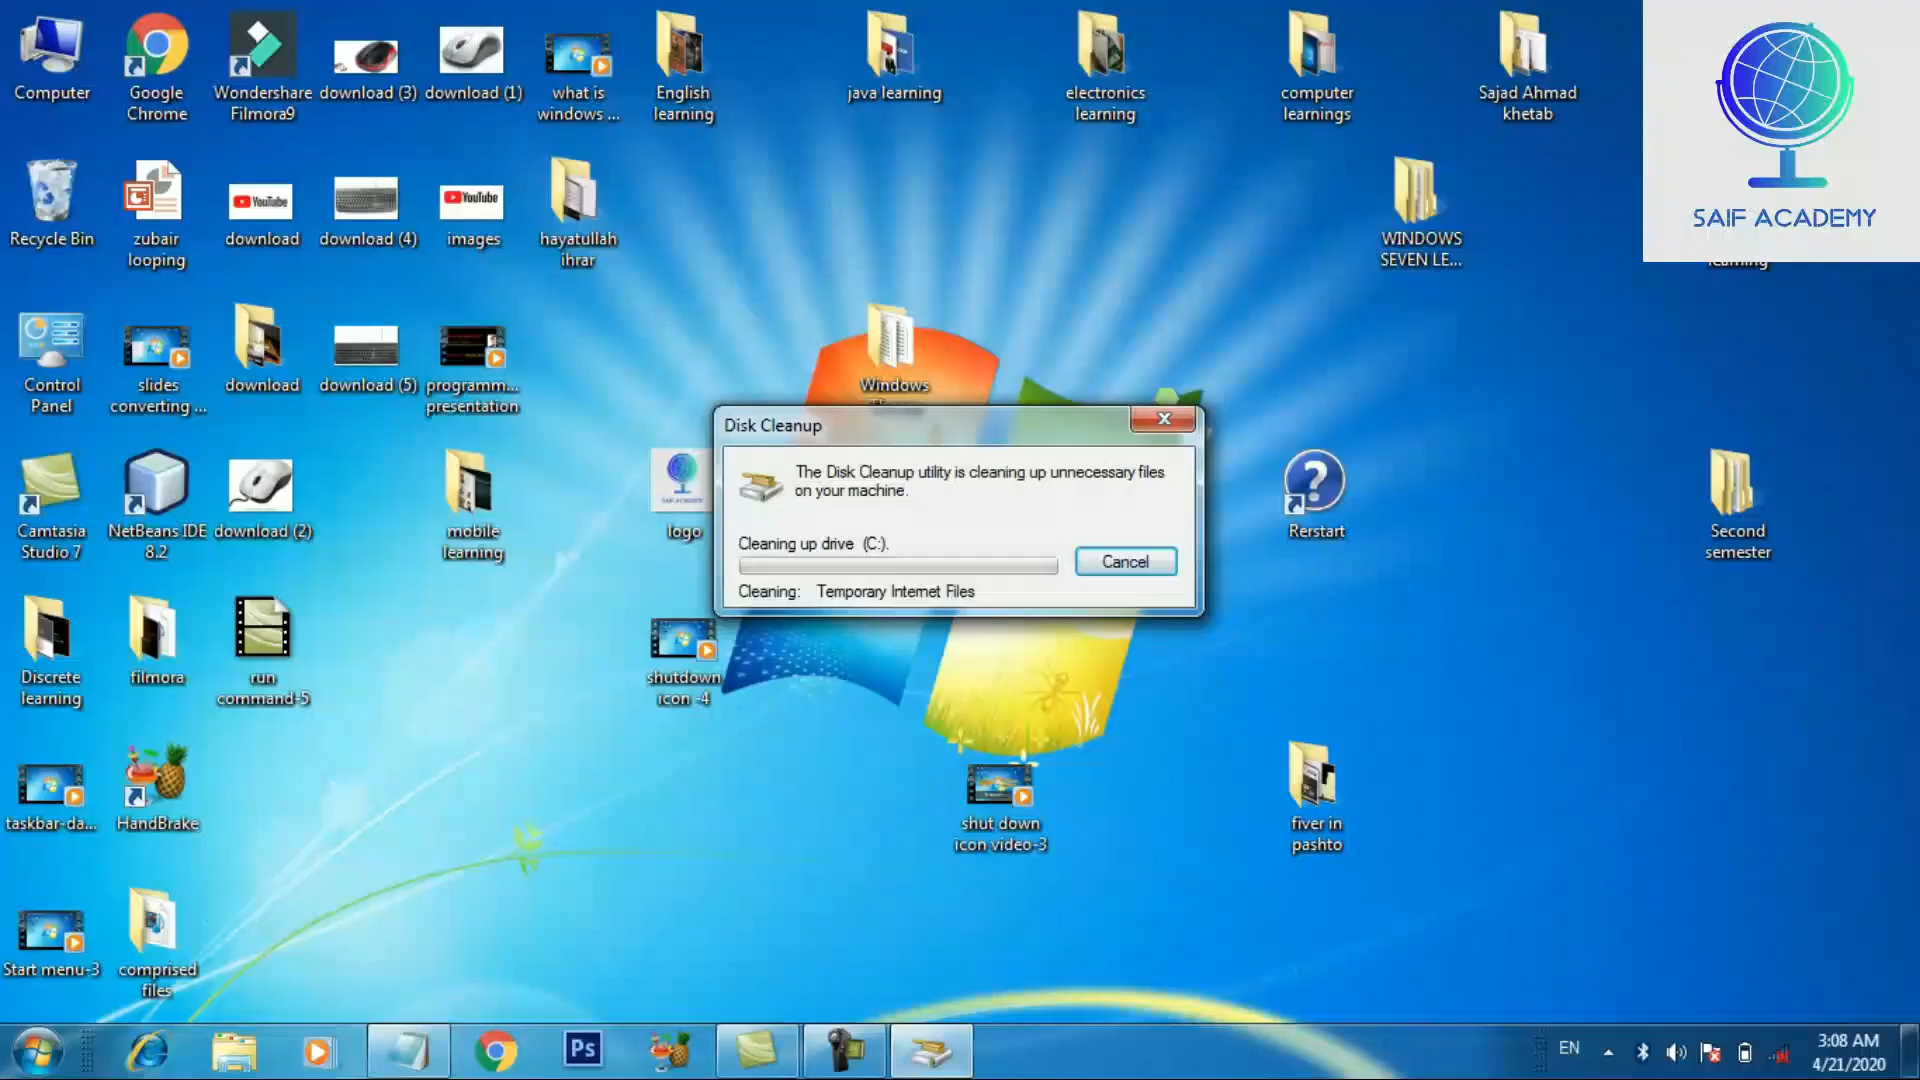 Computer
Google
Chrome
Wondershare
Filmora9
download (3)
download (1)
what is
windows ...
English
learning
java learning
electronics
learning
computer
learnings
Sajad Ahmad
khetab
SAIF ACADEMY
Recycle Bin
zubair
looping
YouTube
download
download (4)
YouTube
images
hayatullah
ihrar
WINDOWS
SEVEN LE...
learning
Control
Panel
slides
converting ...
download
download (5)
programm...
presentation
Windows
Camtasia
Studio 7
NetBeans IDE
8.2
download (2)
mobile
learning
SAIF ACADEMY
logo
Disk Cleanup
The Disk Cleanup utility is cleaning up unnecessary files
on your machine.
Cleaning up drive (C:).
Cancel
Cleaning: Temporary Internet Files
Rerstart
Second
semester
Discrete
learning
filmora
run
command-5
shutdown
icon -4
taskbar-da...
HandBrake
shut down
icon video-3
fiver in
pashto
Start menu-3
comprised
files
Ps
EN
3:08 AM
4/21/2020